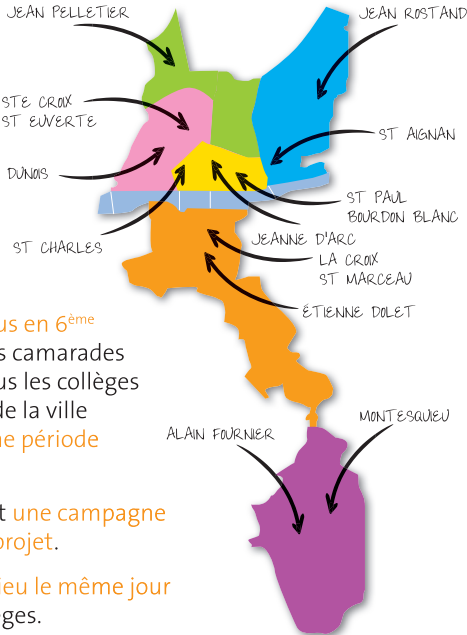 JEAN PELLETIER
JEAN ROSTAND
STE CROIX
ST EUVERTE
ST AIGNAN
DUNOIS
ST PAUL
BOURDON BLANC
ST CHARLES
JEANNE D'ARC
LA CROIX
ST MARCEAU
ÉTIENNE DOLET
us en 6ème
s camarades
us les collèges
de la ville
ne période
MONTESQUIEU
ALAIN FOURNIER
t une campagne
projet.
ieu le même jour
èges.